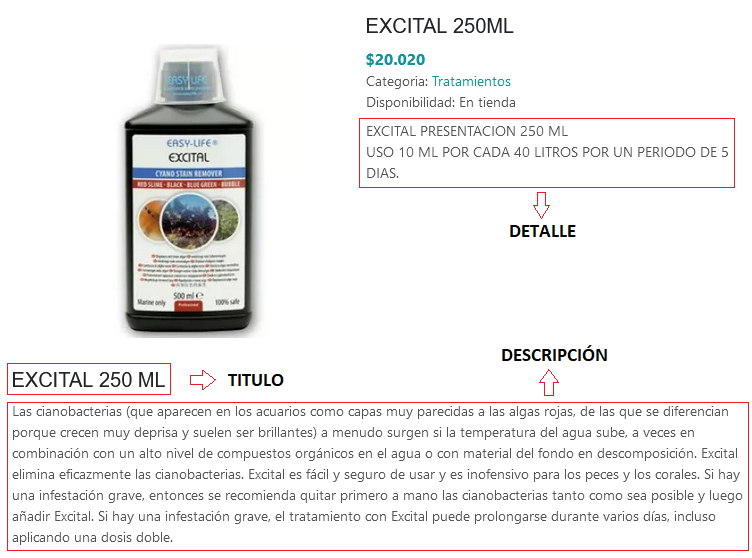 EXCITAL 250ML
$20.020
Categoria: Tratamientos
Disponibilidad: En tienda
EXCITAL PRESENTACION 250 ML
USO 10 ML POR CADA 40 LITROS POR UN PERIODO DE 5
DIAS.
DETALLE
EASY-LIFE
EASY-LIFE®
EXCITAL
CYANO STAIN REMOVER
RED SLIME - BLACK - BLUE GREEN - BUBBLE
500 ml e
Marine only
Professional
100% safe
DESCRIPCIÓN
EXCITAL 250 ML
TITULO
Las cianobacterias (que aparecen en los acuarios como capas muy parecidas a las algas rojas, de las que se diferencian
porque crecen muy deprisa y suelen ser brillantes) a menudo surgen si la temperatura del agua sube, a veces en
combinación con un alto nivel de compuestos orgánicos en el agua o con material del fondo en descomposición. Excital
elimina eficazmente las cianobacterias. Excital es fácil y seguro de usar y es inofensivo para los peces y los corales. Si hay
una infestación grave, entonces se recomienda quitar primero a mano las cianobacterias tanto como sea posible y luego
añadir Excital. Si hay una infestación grave, el tratamiento con Excital puede prolongarse durante varios días, incluso
aplicando una dosis doble.